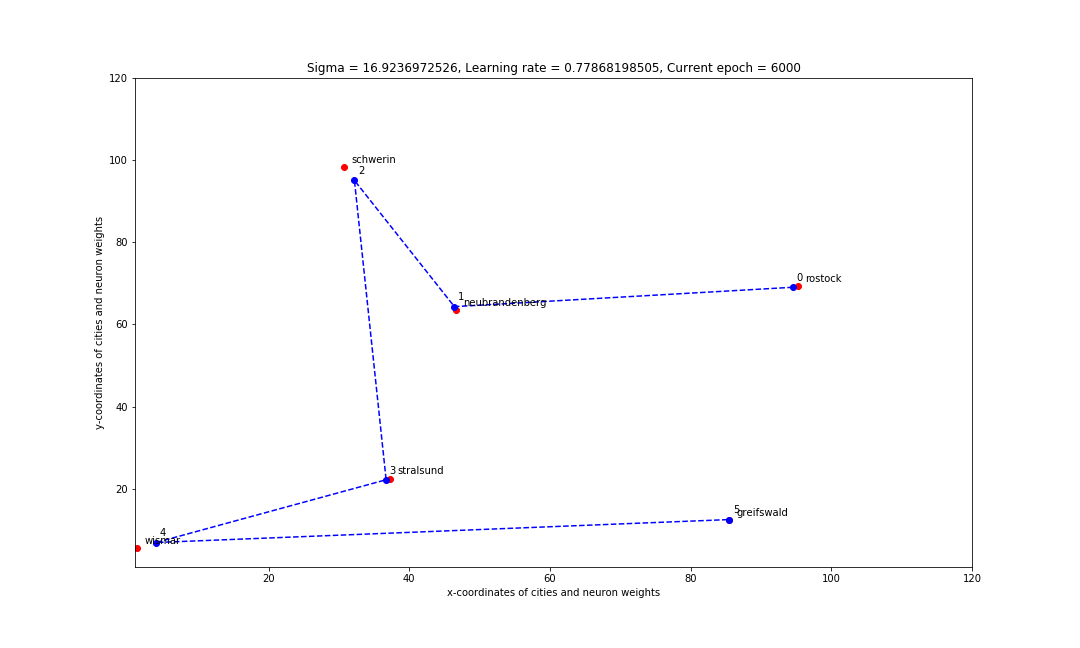 Sigma = 16.9236972526, Learning rate = 0.77868198505, Current epoch = 6000
120
100
80
60
40
20
y-coordinates of cities and neuron weights
schwerin
2
0 rostock
1
neubrandenberg
3 stralsund
5
greifswald
4
wismar
20 40 60 80 100 120
x-coordinates of cities and neuron weights